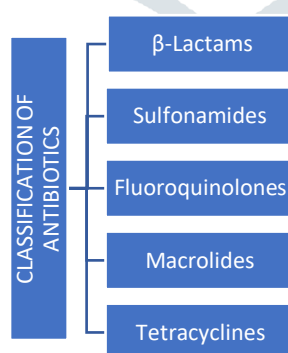 CLASSIFICATION OF
ANTIBIOTICS
β-Lactams
Sulfonamides
Fluoroquinolones
Macrolides
Tetracyclines